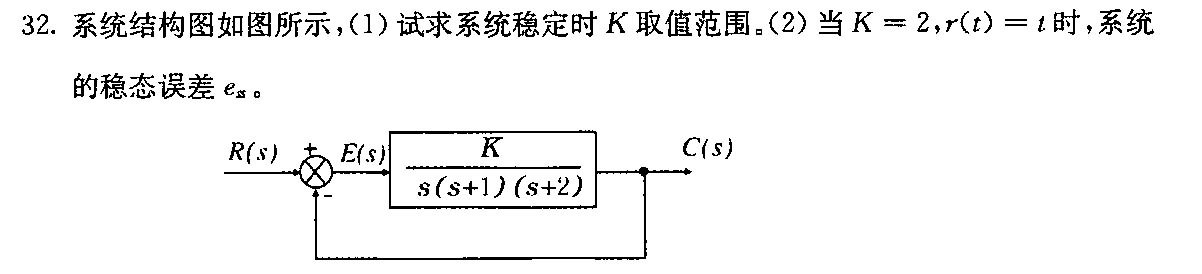 32. 系统结构图如图所示,(1) 试求系统稳定时 K 取值范围。(2) 当 K = 2,r(t) = t 时,系统
的稳态误差 eₛₛ。
R(s) + E(s) K C(s)
s(s+1)(s+2)
-